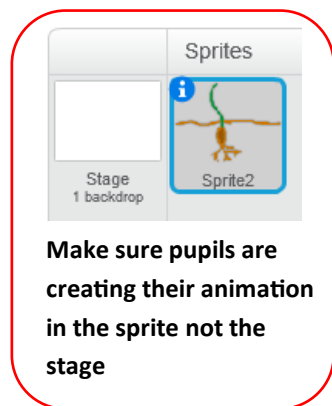 Sprites
i
Stage
1 backdrop
Sprite2
Make sure pupils are
creating their animation
in the sprite not the
stage